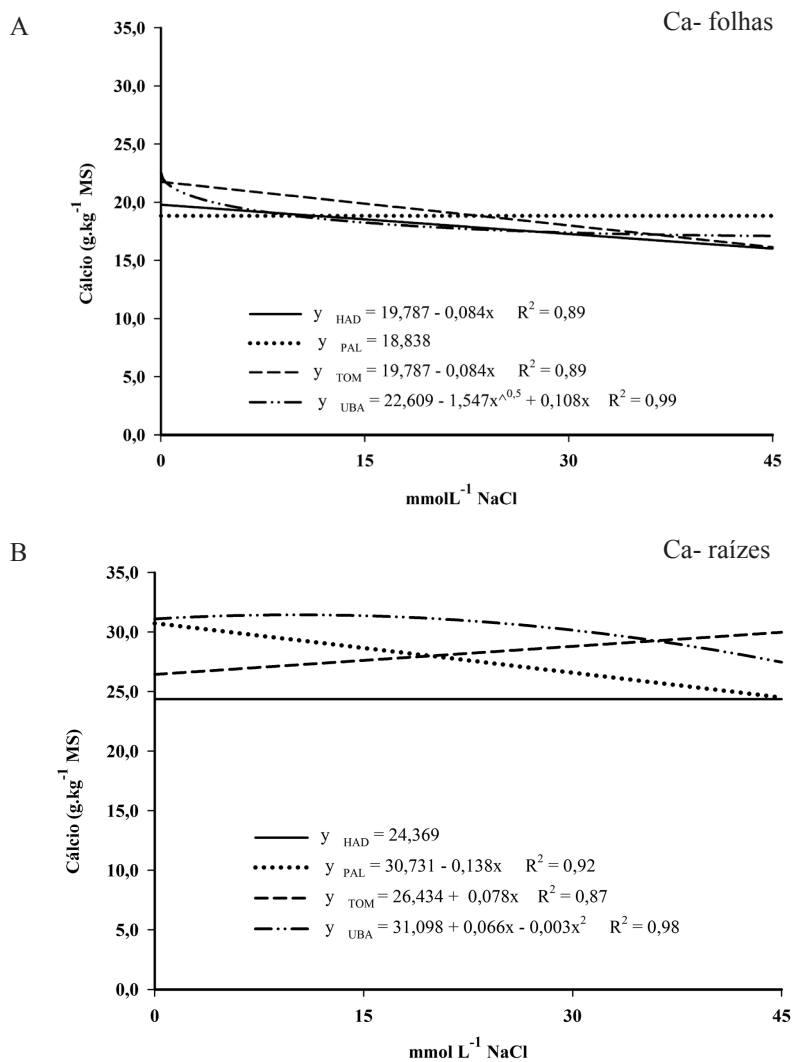 A
Ca- folhas
35,0
30,0
25,0
20,0
15,0
10,0
5,0
0,0
Cálcio (g.kg⁻¹ MS)
y HAD = 19,787 - 0,084x R² = 0,89
y PAL = 18,838
y TOM = 19,787 - 0,084x R² = 0,89
y UBA = 22,609 - 1,547x^0,5 + 0,108x R² = 0,99
0 15 30 45
mmolL⁻¹ NaCl
B
Ca- raízes
35,0
30,0
25,0
20,0
15,0
10,0
5,0
0,0
Cálcio (g.kg⁻¹ MS)
y HAD = 24,369
y PAL = 30,731 - 0,138x R² = 0,92
y TOM = 26,434 + 0,078x R² = 0,87
y UBA = 31,098 + 0,066x - 0,003x² R² = 0,98
0 15 30 45
mmol L⁻¹ NaCl